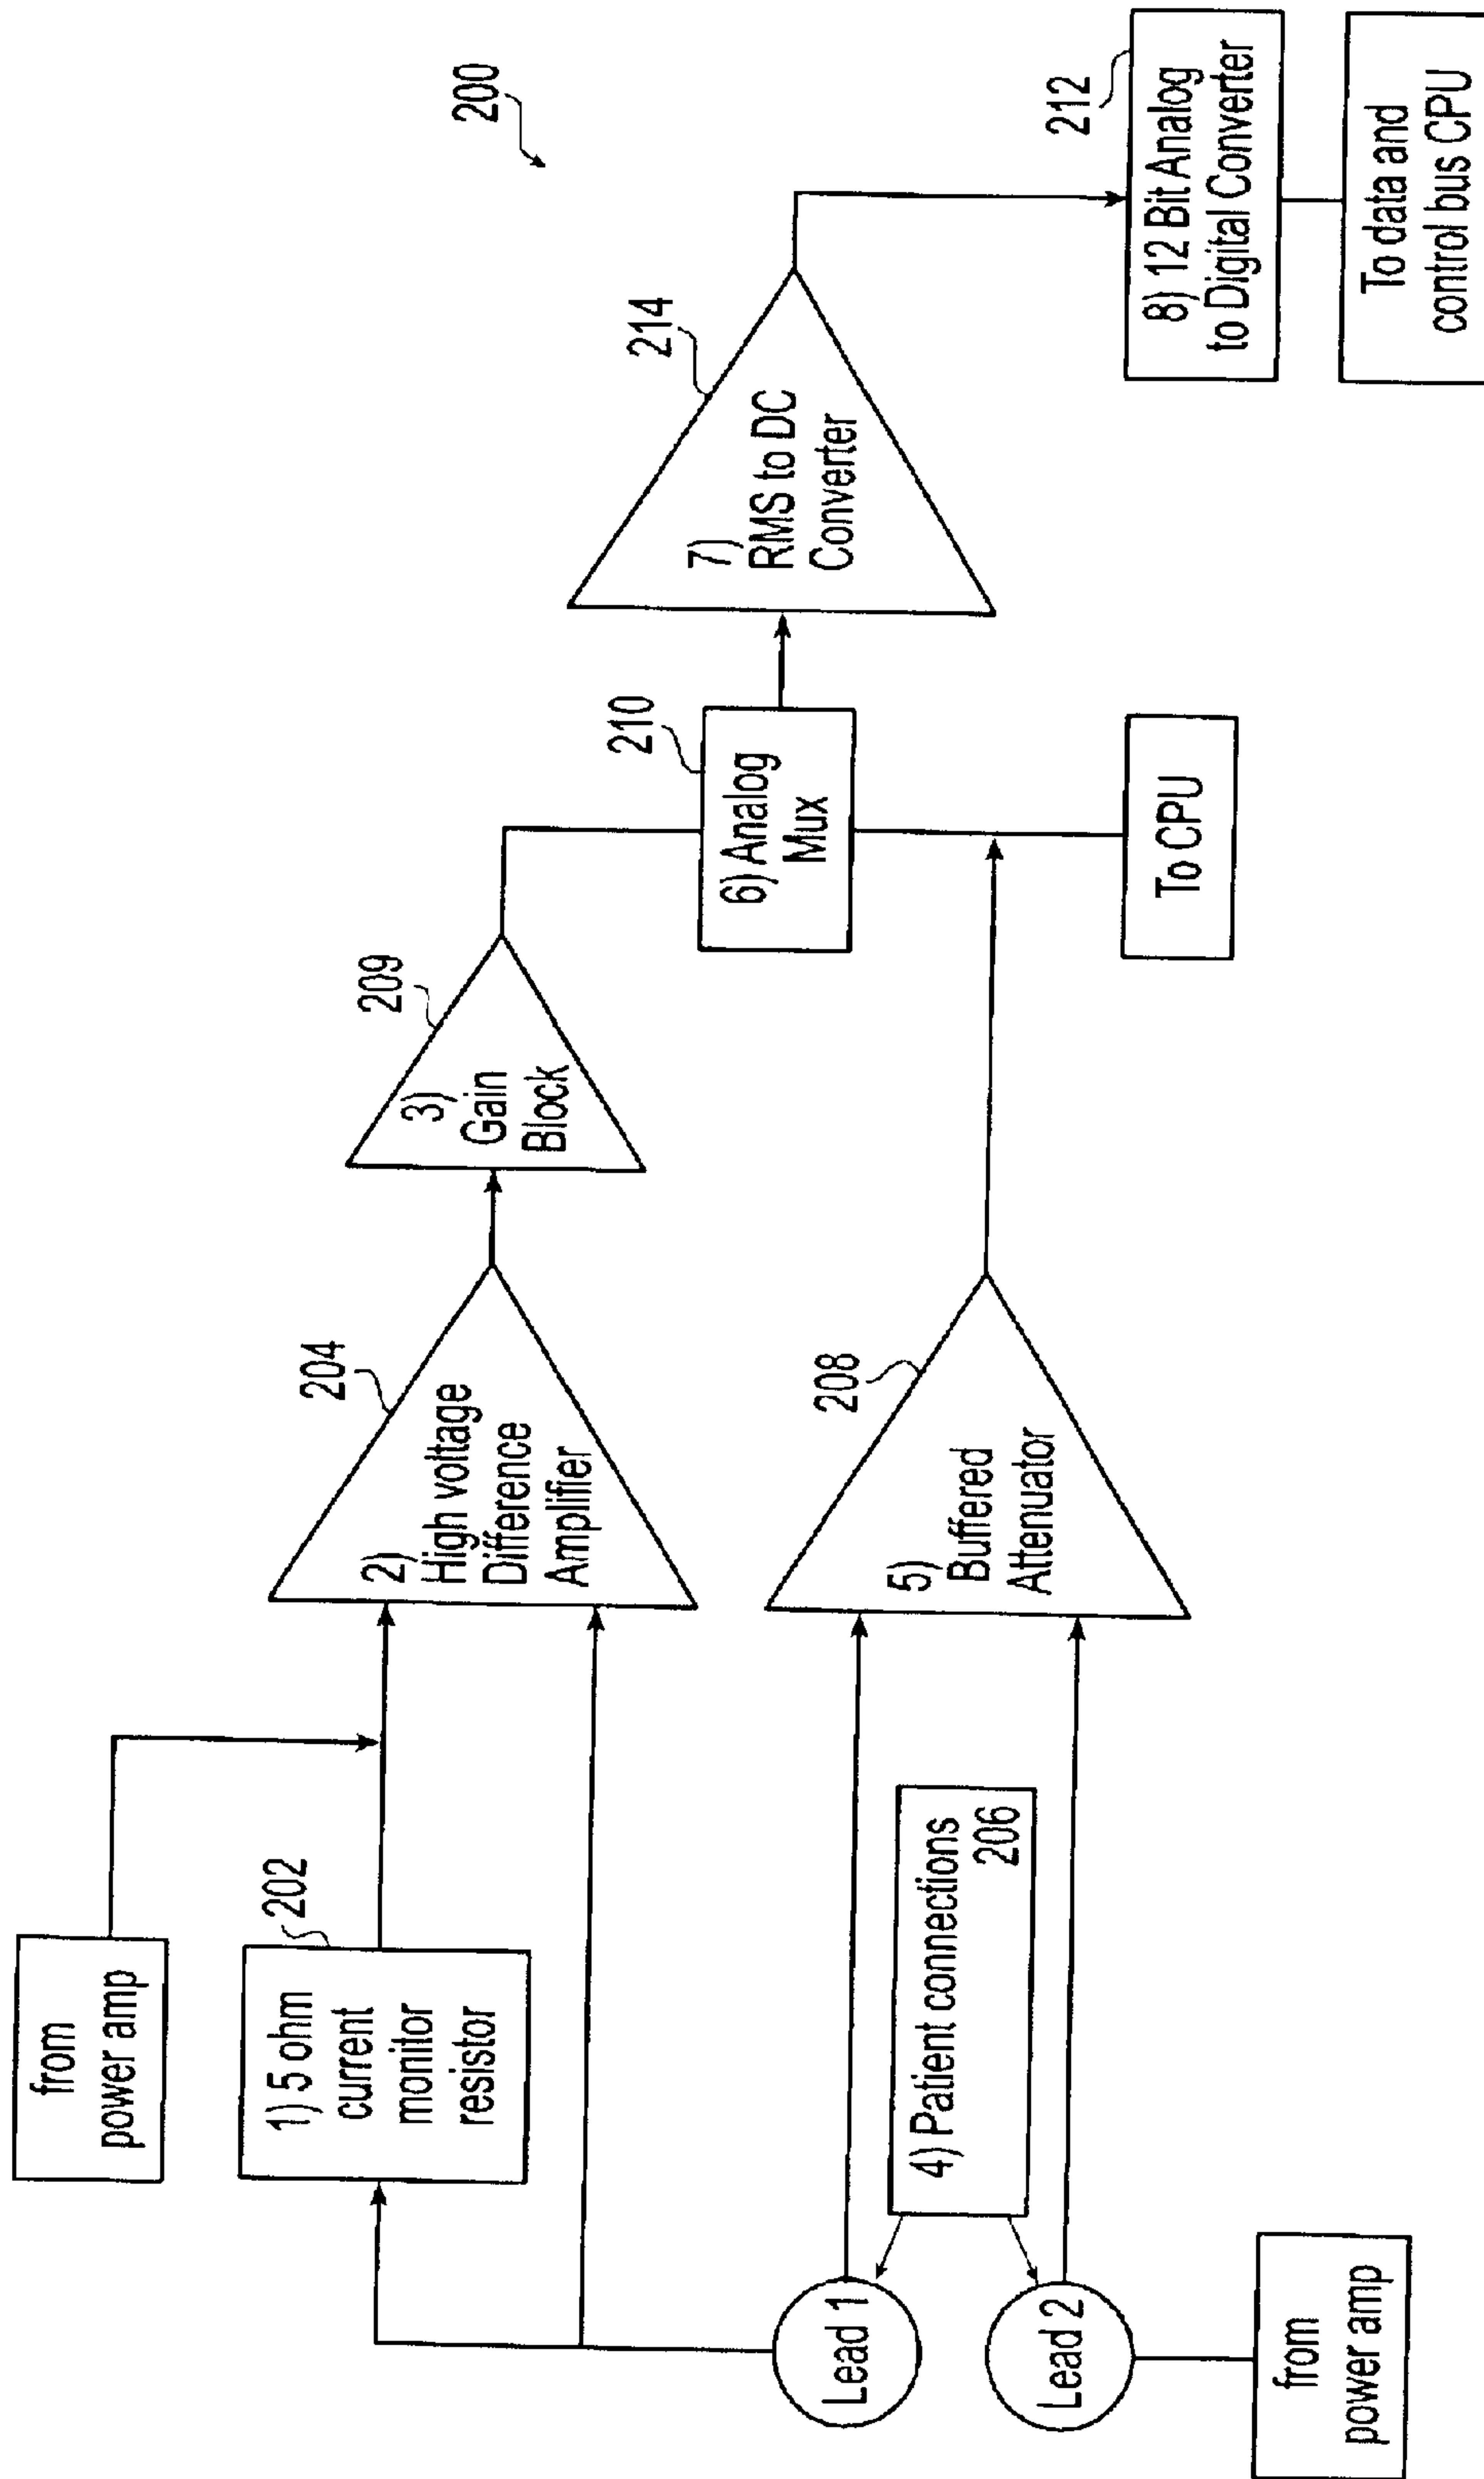 200
from
power amp
1) 5 ohm
current
monitor
resistor
202
2)
High voltage
Difference
Amplifier
204
3)
Gain
Block
209
4) Patient connections
206
Lead 1
Lead 2
from
power amp
5)
Buffered
Attenuator
208
6) Analog
Mux
210
To CPU
7)
RMS to DC
Converter
214
8) 12 Bit Analog
to Digital Converter
212
To data and
control bus CPU